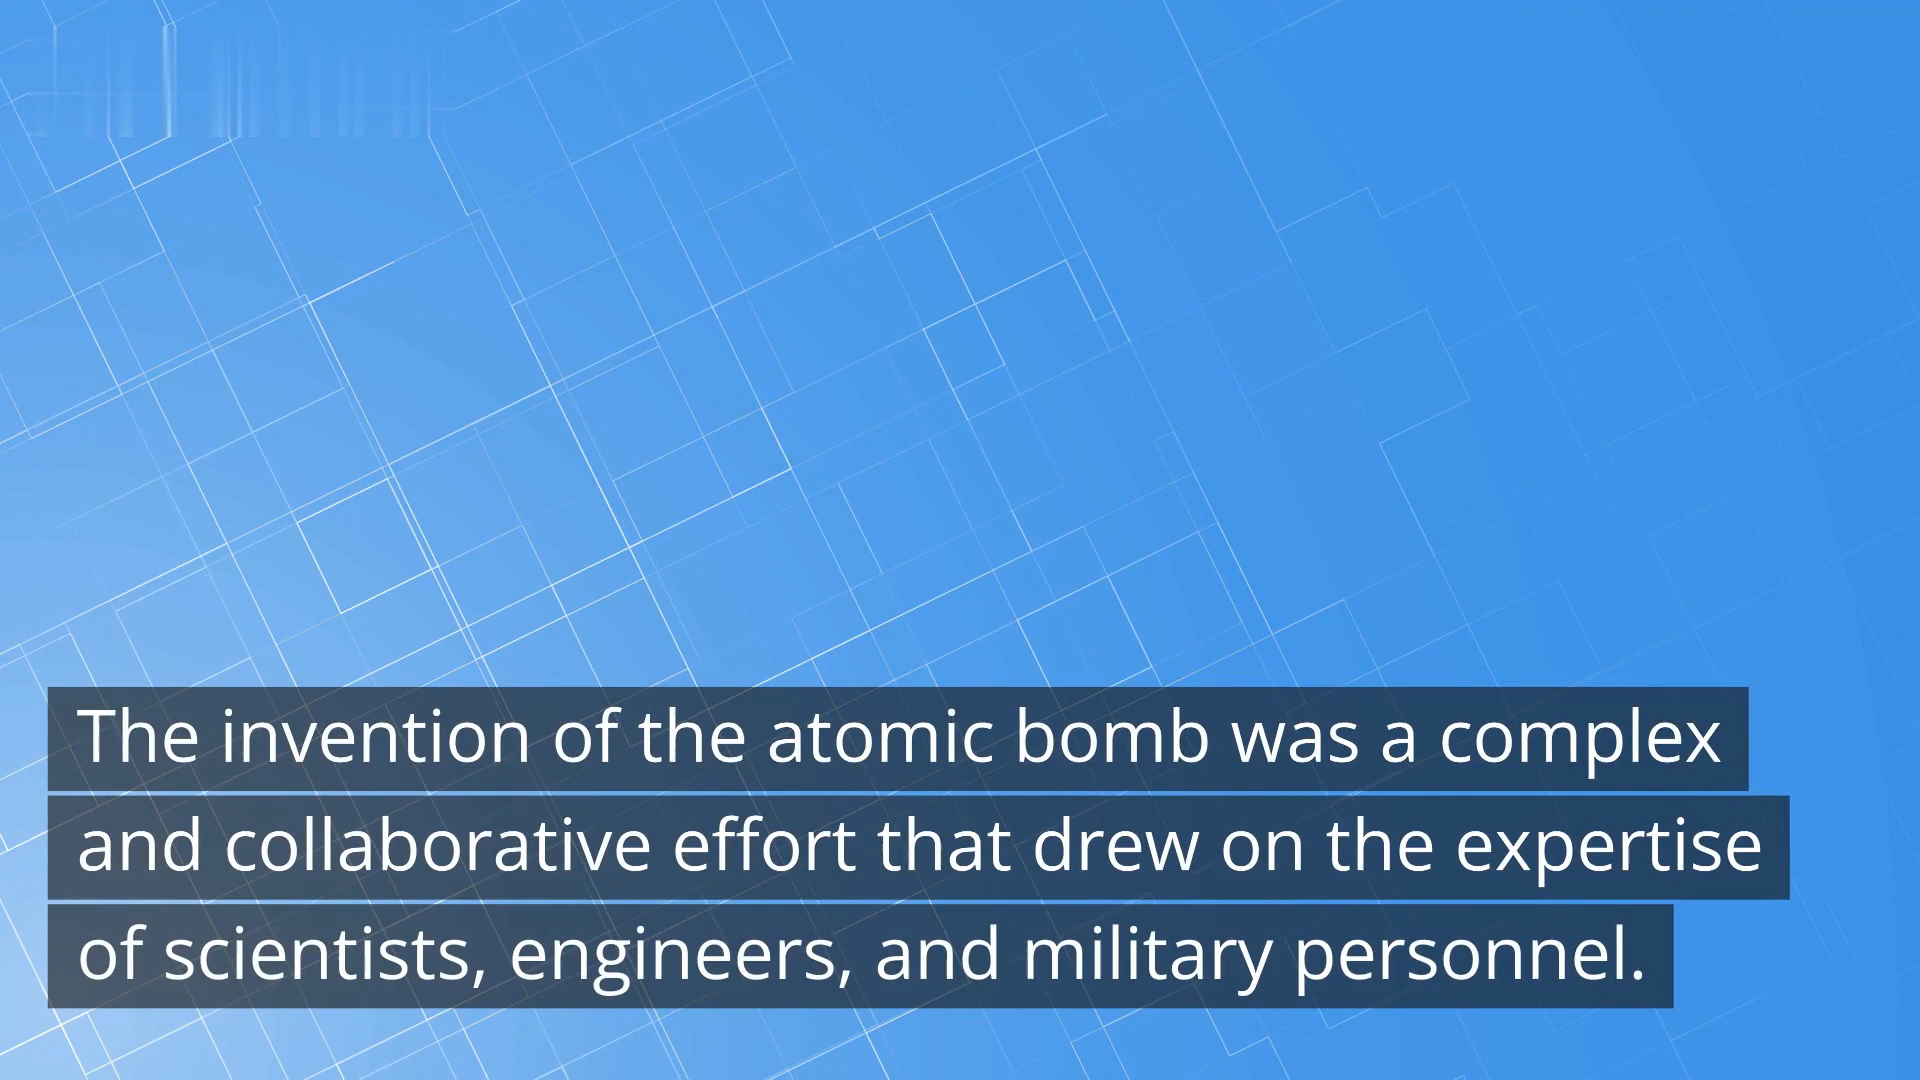 The invention of the atomic bomb was a complex
and collaborative effort that drew on the expertise
of scientists, engineers, and military personnel.